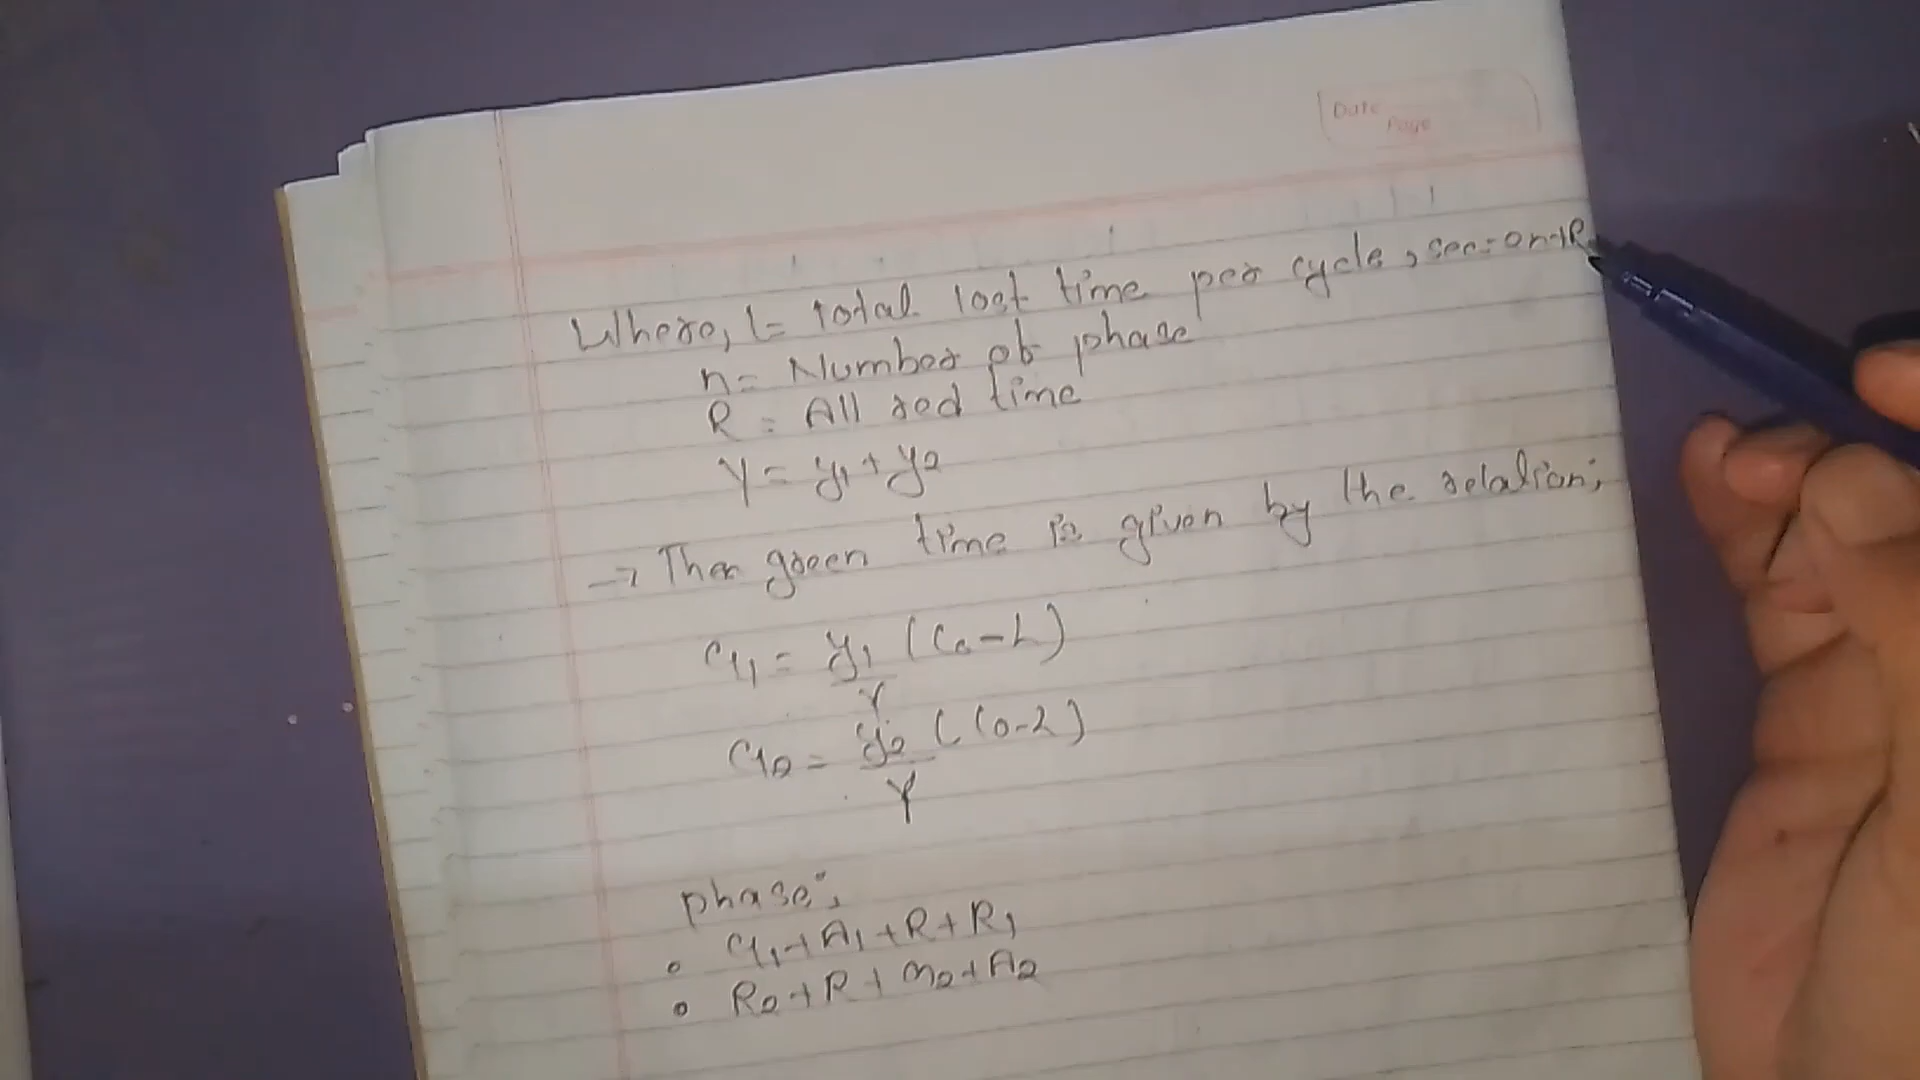 Date
Page
Where, L= total lost time per cycle, sec = 2n+R
n= Number of phase
R = All red time
Y = y1 + y2
→ Then green time is given by the relation;
G1 = y1/Y (C0-L)
G2 = y2/Y (C0-L)
phase:
• G1+A1+R+R1
• R2+R+G2+A2